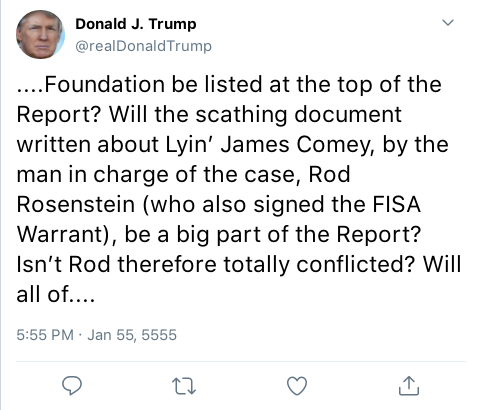 Donald J. Trump
@realDonaldTrump
....Foundation be listed at the top of the
Report? Will the scathing document
written about Lyin’ James Comey, by the
man in charge of the case, Rod
Rosenstein (who also signed the FISA
Warrant), be a big part of the Report?
Isn’t Rod therefore totally conflicted? Will
all of....
5:55 PM · Jan 55, 5555